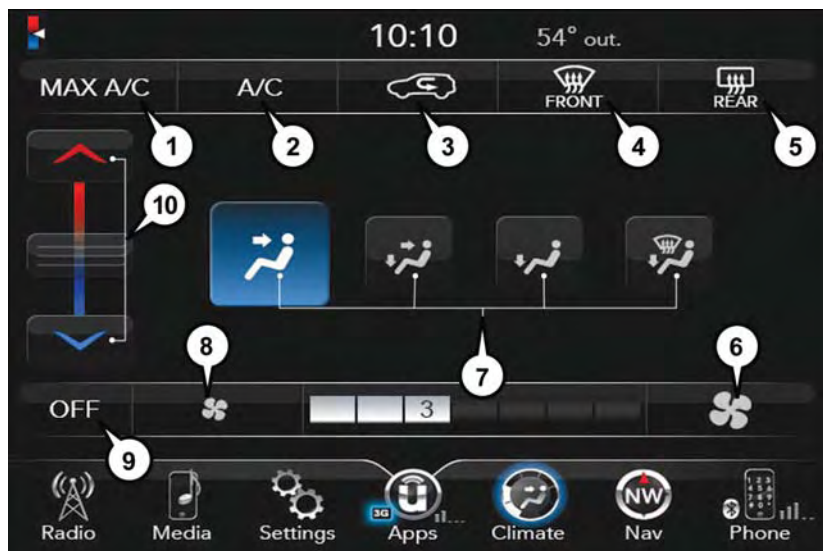 10:10 54° out.
MAX A/C A/C FRONT REAR
1 2 3 4 5
10
8 7 6
OFF 3
9
3G NW
Radio Media Settings Apps Climate Nav Phone